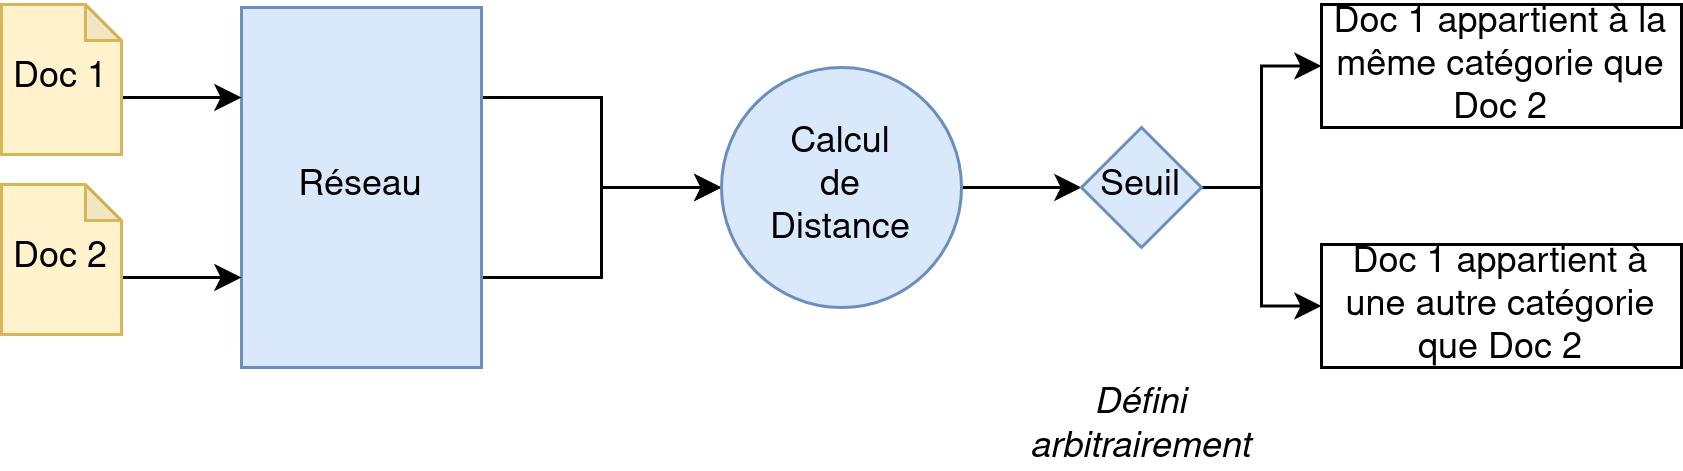 Doc 1
Doc 2
Réseau
Calcul
de
Distance
Seuil
Défini
arbitrairement
Doc 1 appartient à la
même catégorie que
Doc 2
Doc 1 appartient à
une autre catégorie
que Doc 2